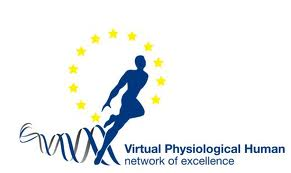 Virtual Physiological Human
network of excellence